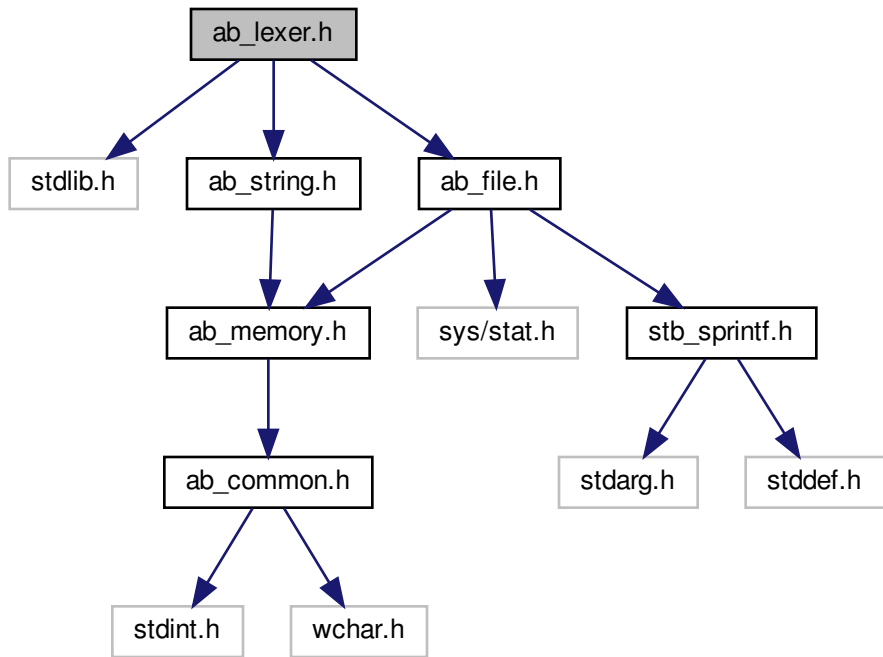 ab_lexer.h
stdlib.h
ab_string.h
ab_file.h
ab_memory.h
sys/stat.h
stb_sprintf.h
ab_common.h
stdarg.h
stddef.h
stdint.h
wchar.h